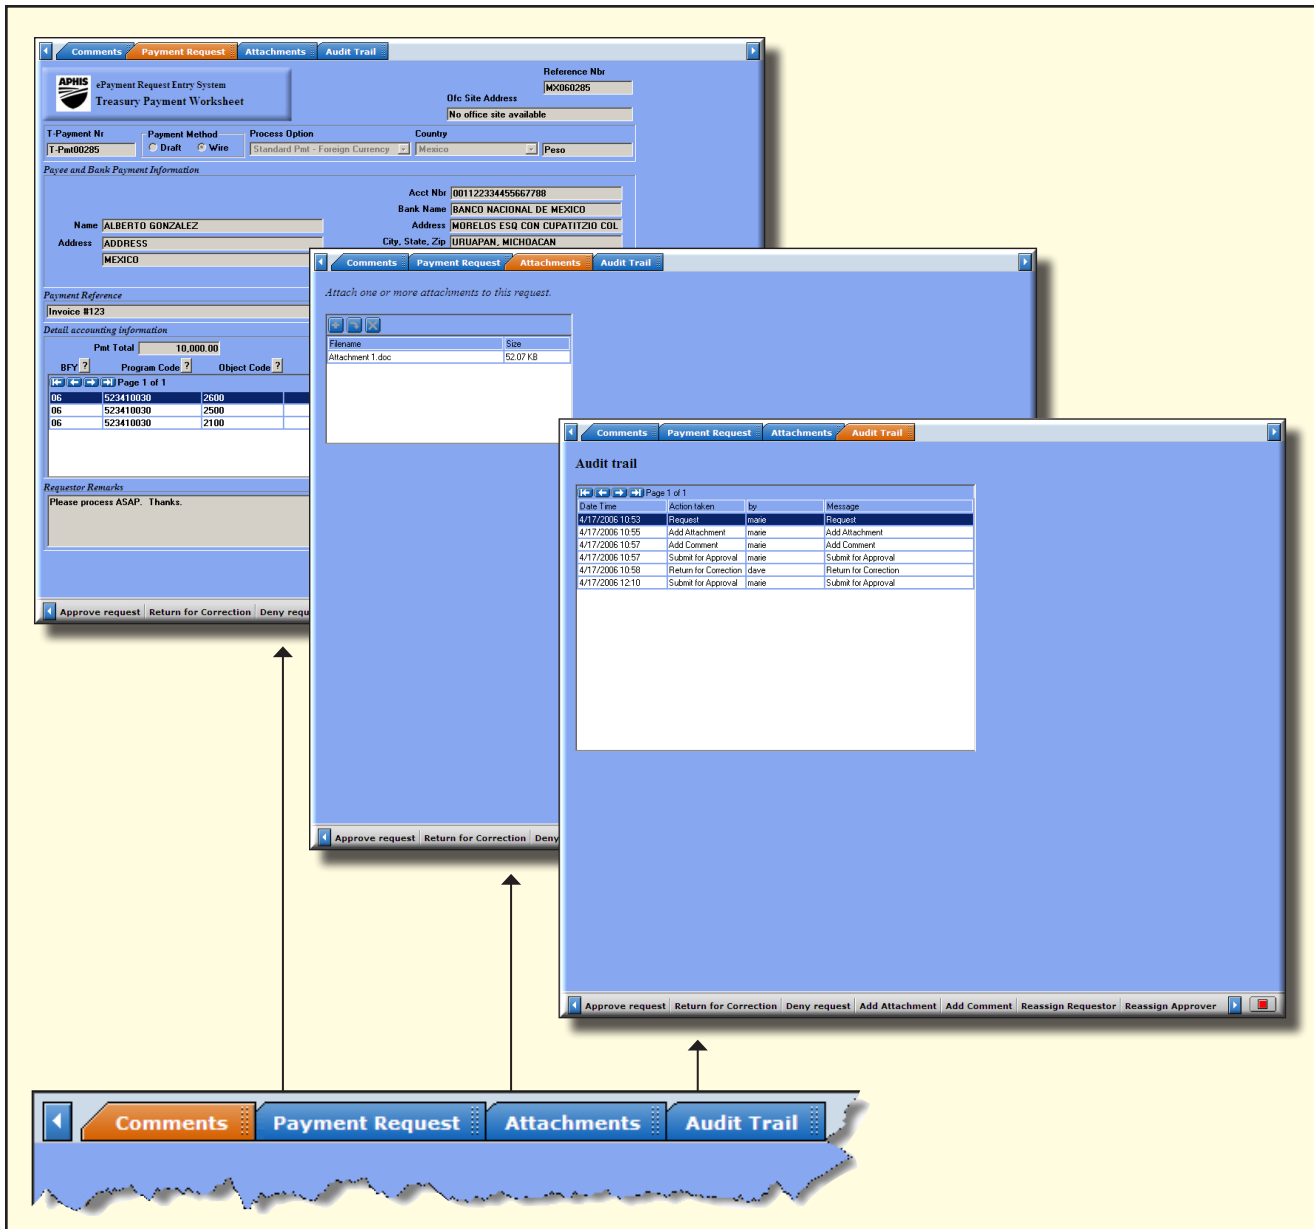 Comments Payment Request Attachments Audit Trail
APHIS
ePayment Request Entry System
Treasury Payment Worksheet
Reference Nbr
MX060285
Ofc Site Address
No office site available
T-Payment Nr Payment Method Process Option Country
T-Pmt00285 Draft Wire Standard Pmt - Foreign Currency Mexico Peso
Payee and Bank Payment Information
Acct Nbr 001122334455667788
Bank Name BANCO NACIONAL DE MEXICO
Name ALBERTO GONZALEZ Address MORELOS ESQ CON CUPATITZIO COL
Address ADDRESS City, State, Zip URUAPAN, MICHOACAN
MEXICO
Payment Reference
Invoice #123
Detail accounting information
Pmt Total 10,000.00
BFY ? Program Code ? Object Code ?
Page 1 of 1
06 523410030 2600
06 523410030 2500
06 523410030 2100
Requestor Remarks
Please process ASAP. Thanks.
Approve request Return for Correction Deny requ
Comments Payment Request Attachments Audit Trail
Attach one or more attachments to this request.
Filename Size
Attachment 1.doc 52.07 KB
Approve request Return for Correction Deny
Comments Payment Request Attachments Audit Trail
Audit trail
Page 1 of 1
Date Time Action taken by Message
4/17/2006 10:53 Request marie Request
4/17/2006 10:55 Add Attachment marie Add Attachment
4/17/2006 10:57 Add Comment marie Add Comment
4/17/2006 10:57 Submit for Approval marie Submit for Approval
4/17/2006 10:58 Return for Correction dave Return for Correction
4/17/2006 12:10 Submit for Approval marie Submit for Approval
Approve request Return for Correction Deny request Add Attachment Add Comment Reassign Requestor Reassign Approver
Comments Payment Request Attachments Audit Trail